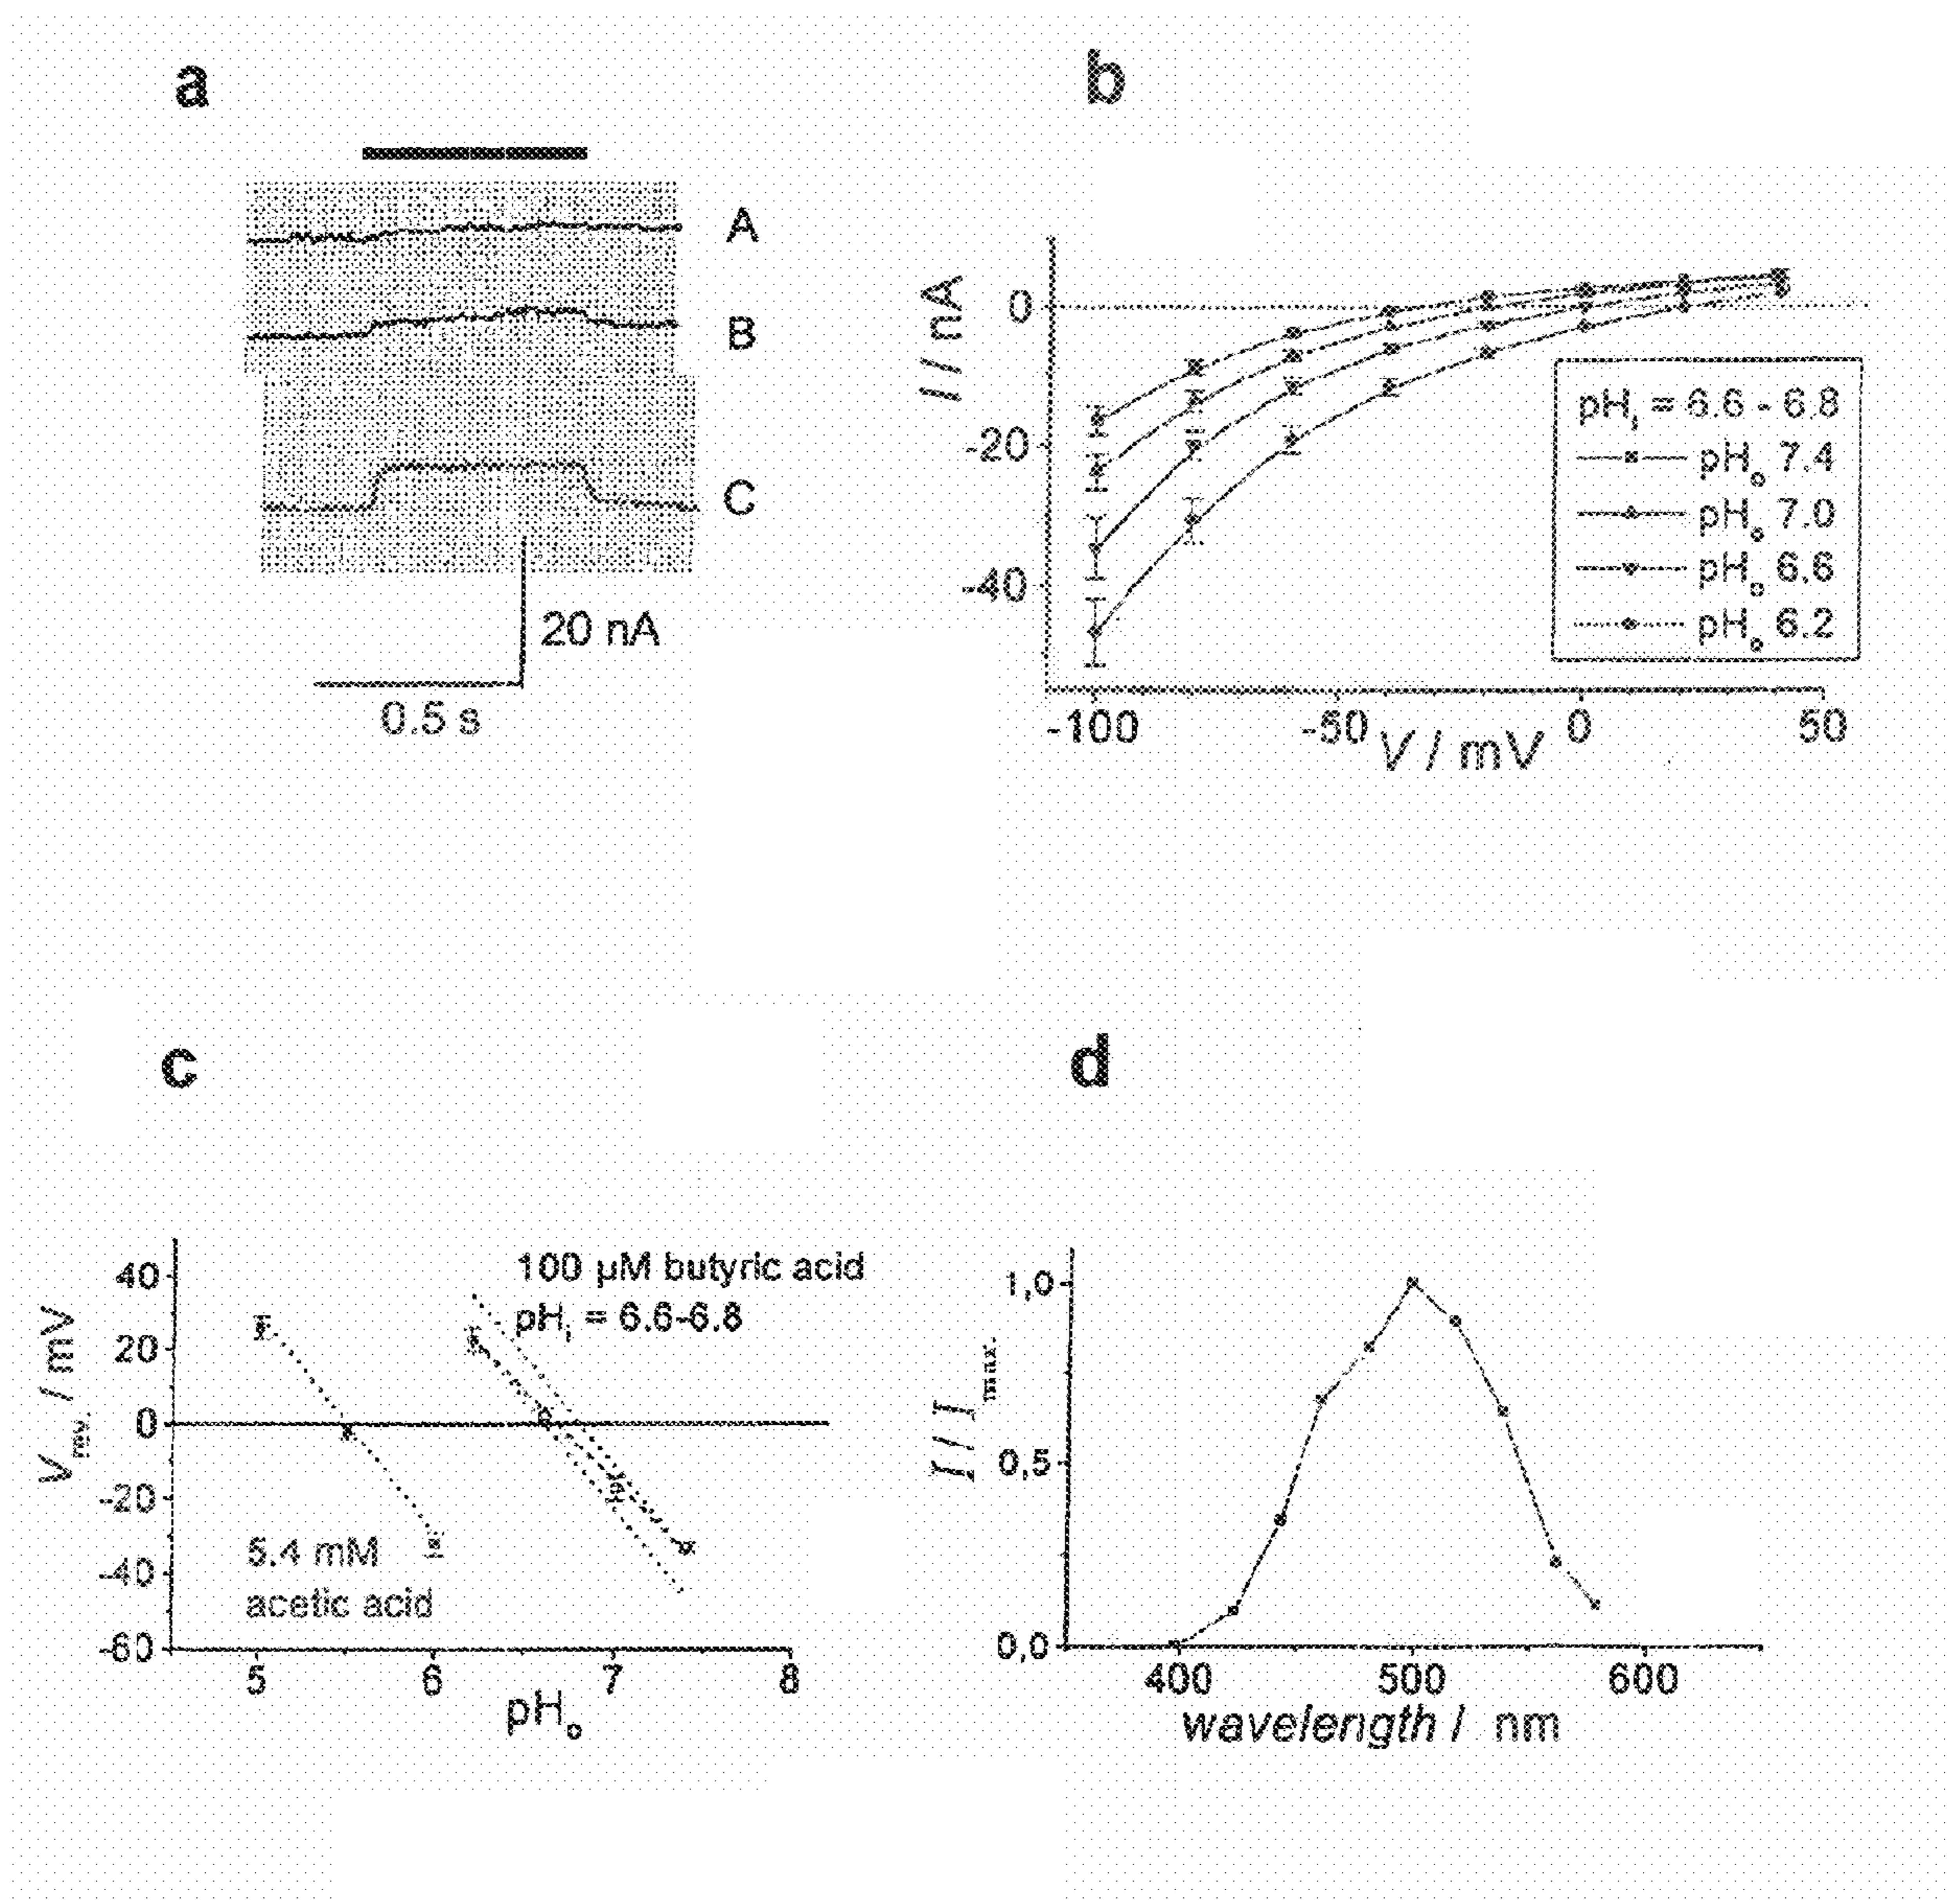 a
A
B
C
20 nA
0.5 s
b
I / nA
0
-20
-40
-100
-50
0
50
V / mV
pHi = 6.6 - 6.8
pHo 7.4
pHo 7.0
pHo 6.6
pHo 6.2
c
Vrev. / mV
40
20
0
-20
-40
-60
100 µM butyric acid
pHi = 6.6-6.8
5.4 mM
acetic acid
5
6
7
8
pHo
d
I / Imax.
1,0
0,5
0,0
400
500
600
wavelength / nm